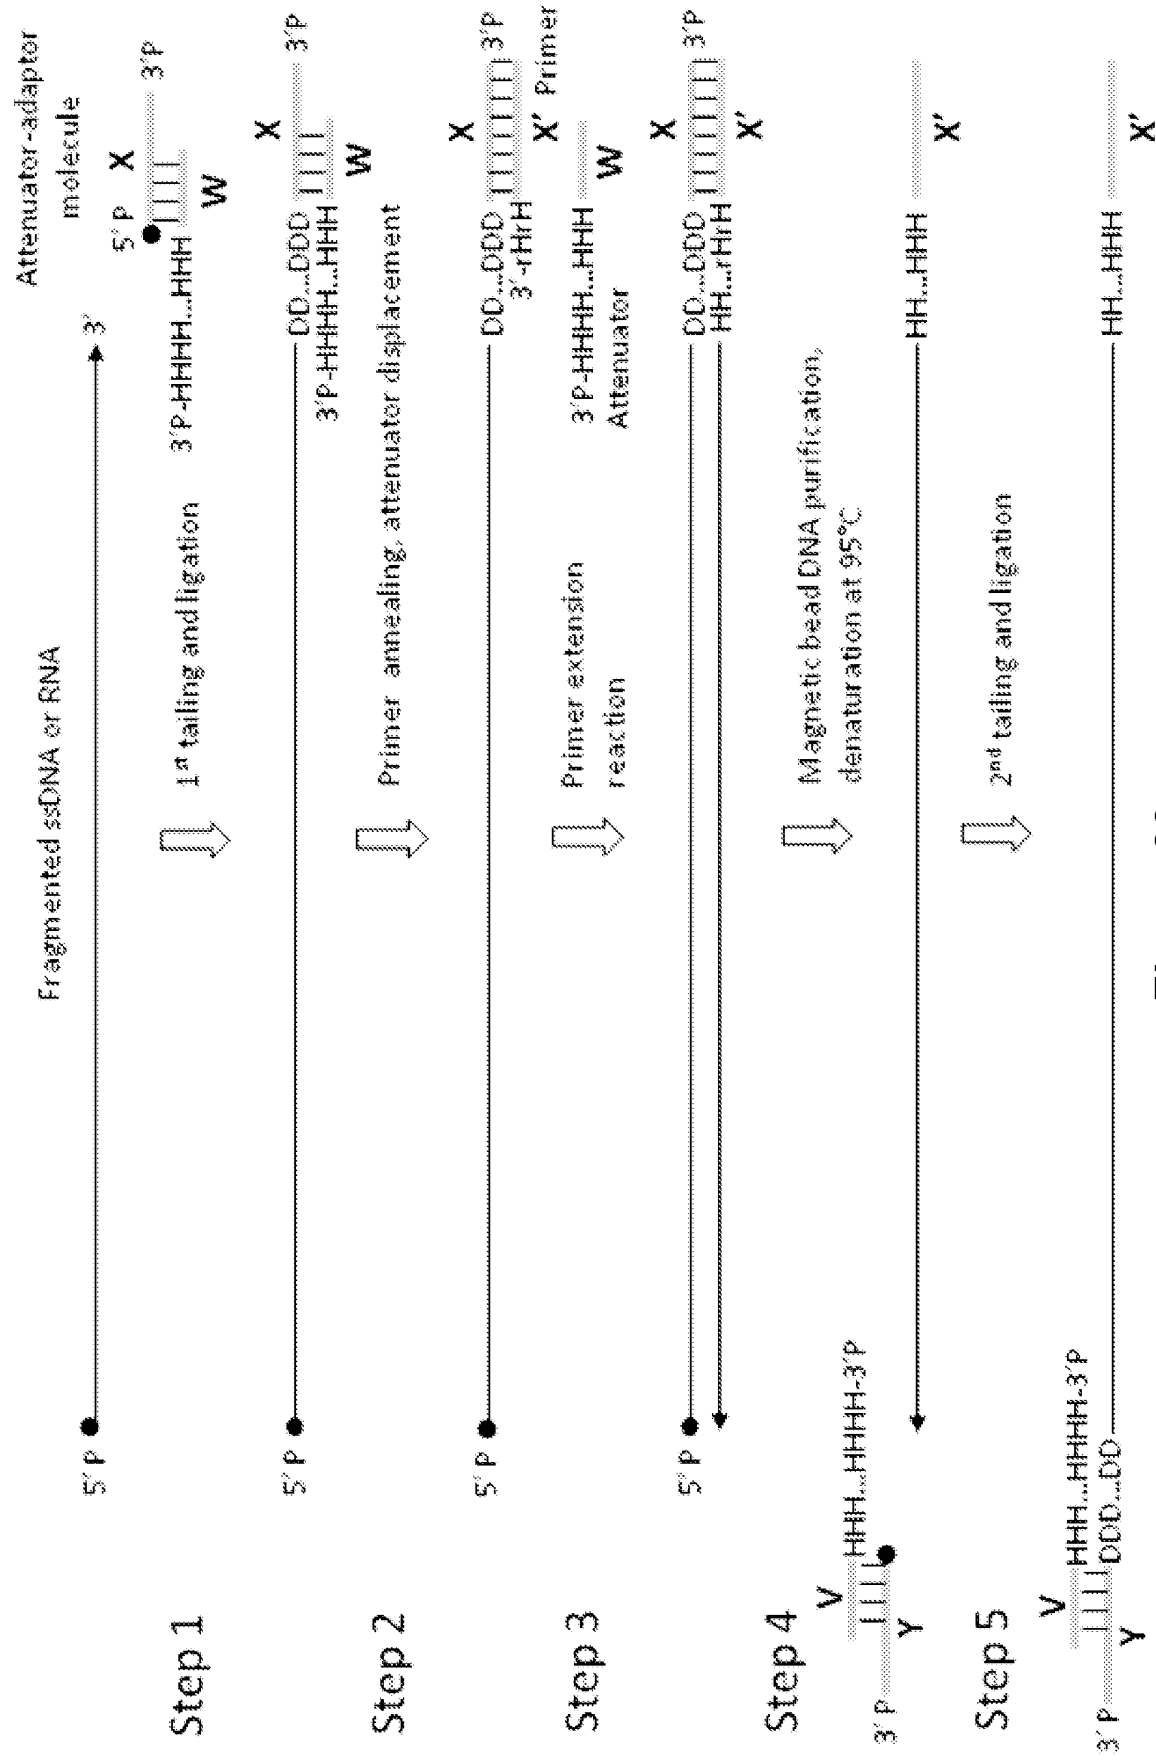 Fragmented ssDNA or RNA
Attenuator-adaptor
molecule
5´ P
3´
5´ P
X
3´P
3´P-HHHH...HHH
W
Step 1
1st tailing and ligation
5´ P
DD...DDD
X
3´P
3´P-HHHH...HHH
W
Step 2
Primer annealing, attenuator displacement
5´ P
DD...DDD
X
3´P
3´-rHrH
X'
Primer
3´P-HHHH...HHH
W
Attenuator
Step 3
Primer extension
reaction
5´ P
DD...DDD
X
3´P
HH...rHrH
X'
Step 4
Magnetic bead DNA purification,
denaturation at 95°C
V
HHH...HHHH-3´P
3´ P
Y
HH...HHH
X'
Step 5
2nd tailing and ligation
V
HHH...HHHH-3´P
3´ P
Y
DDD...DD
HH...HHH
X'